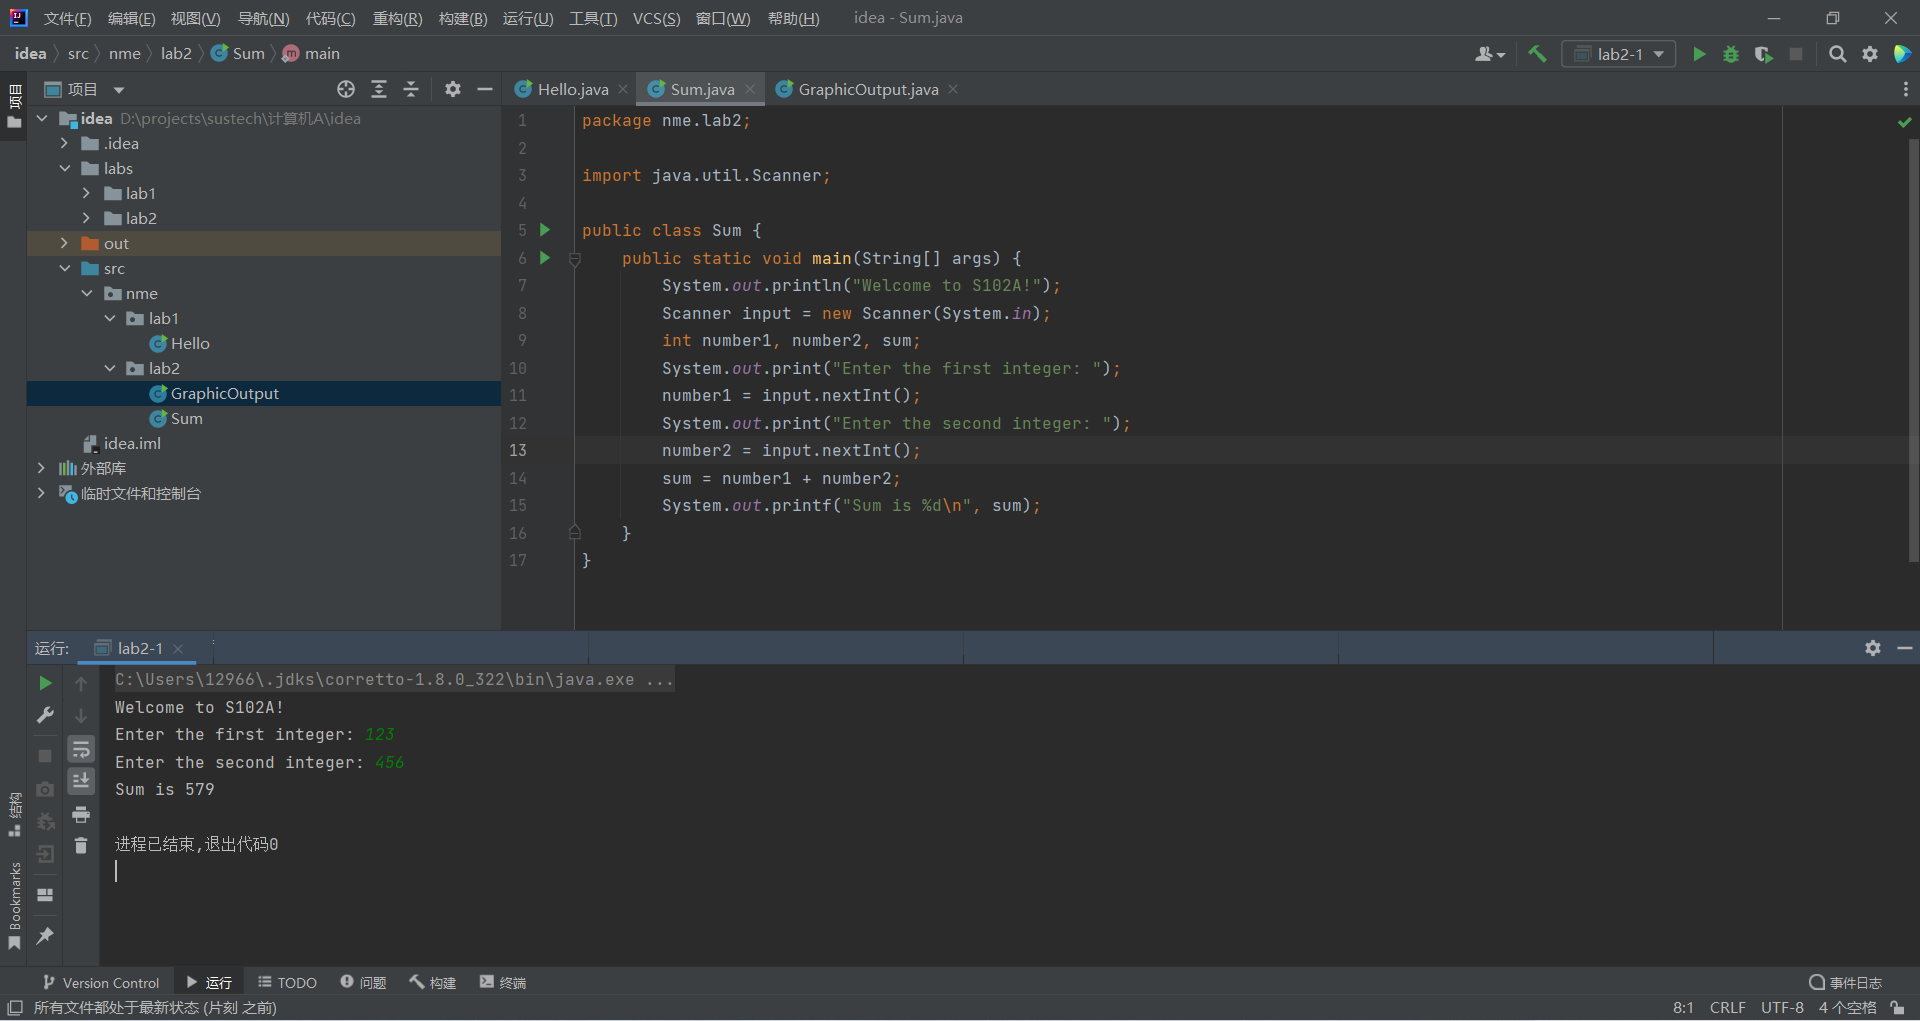 文件(F) 编辑(E) 视图(V) 导航(N) 代码(C) 重构(R) 构建(B) 运行(U) 工具(T) VCS(S) 窗口(W) 帮助(H) idea - Sum.java
idea src nme lab2 Sum main lab2-1
项目
项目
Hello.java Sum.java GraphicOutput.java
idea D:\projects\sustech\计算机A\idea
.idea
labs
lab1
lab2
out
src
nme
lab1
Hello
lab2
GraphicOutput
Sum
idea.iml
外部库
临时文件和控制台
1 package nme.lab2;
2
3 import java.util.Scanner;
4
5 public class Sum {
6 public static void main(String[] args) {
7 System.out.println("Welcome to S102A!");
8 Scanner input = new Scanner(System.in);
9 int number1, number2, sum;
10 System.out.print("Enter the first integer: ");
11 number1 = input.nextInt();
12 System.out.print("Enter the second integer: ");
13 number2 = input.nextInt();
14 sum = number1 + number2;
15 System.out.printf("Sum is %d\n", sum);
16 }
17 }
运行: lab2-1
C:\Users\12966\.jdks\corretto-1.8.0_322\bin\java.exe ...
Welcome to S102A!
Enter the first integer: 123
Enter the second integer: 456
Sum is 579
进程已结束,退出代码0
结构
Bookmarks
Version Control 运行 TODO 问题 构建 终端 事件日志
所有文件都处于最新状态 (片刻 之前) 8:1 CRLF UTF-8 4 个空格